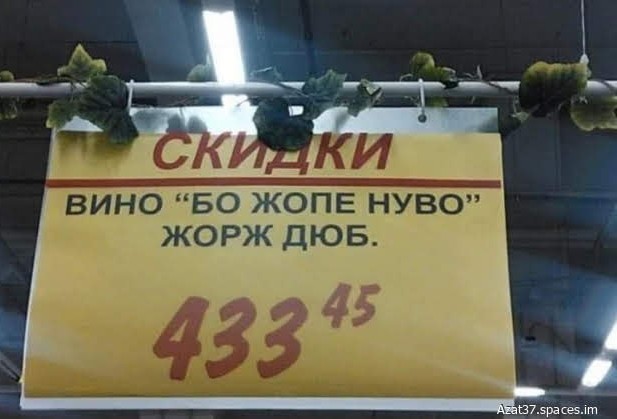 СКИДКИ
ВИНО “БО ЖОПЕ НУВО”
ЖОРЖ ДЮБ.
433 45
Azat37.spaces.im